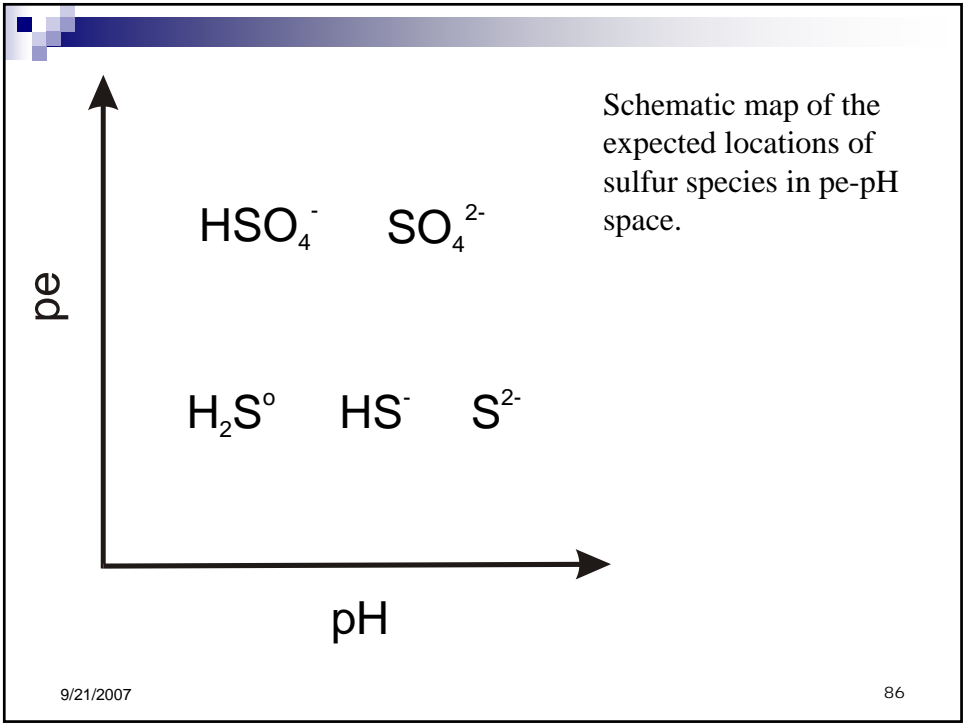 Schematic map of the
expected locations of
sulfur species in pe-pH
space.
HSO₄⁻ SO₄²⁻
pe
H₂S° HS⁻ S²⁻
pH
9/21/2007 86